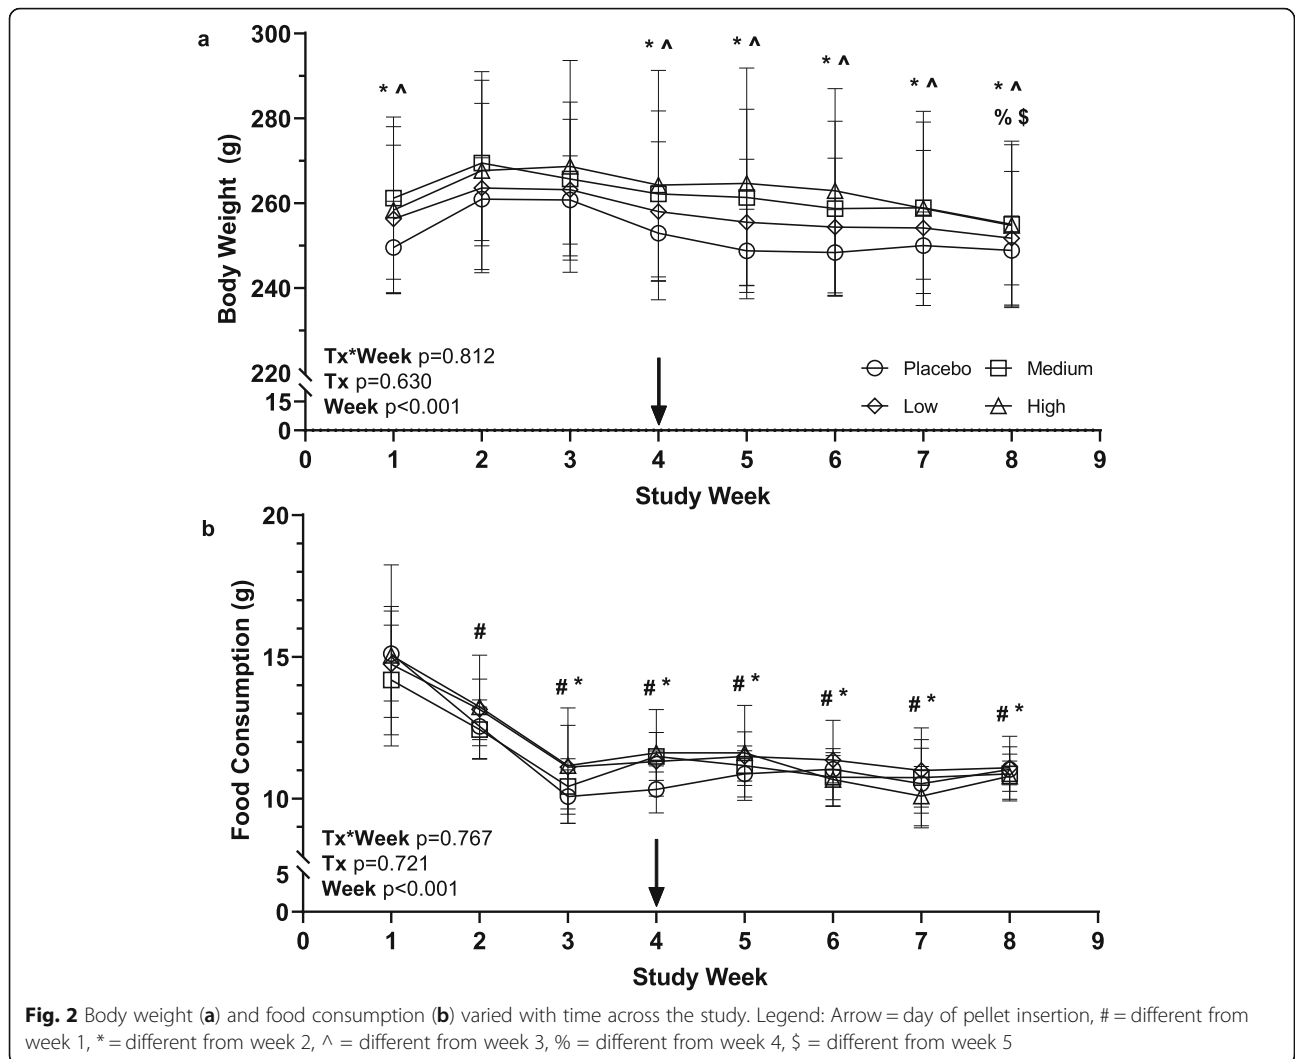 a
300
280
260
240
220
15
0
Body Weight (g)
* ^
* ^
* ^
* ^
* ^
* ^
% $
Tx*Week p=0.812
Tx p=0.630
Week p<0.001
Placebo Medium
Low High
0 1 2 3 4 5 6 7 8 9
Study Week
b
20
15
10
5
0
Food Consumption (g)
#
# *
# *
# *
# *
# *
# *
Tx*Week p=0.767
Tx p=0.721
Week p<0.001
0 1 2 3 4 5 6 7 8 9
Study Week
Fig. 2 Body weight (a) and food consumption (b) varied with time across the study. Legend: Arrow = day of pellet insertion, # = different from
week 1, * = different from week 2, ^ = different from week 3, % = different from week 4, $ = different from week 5